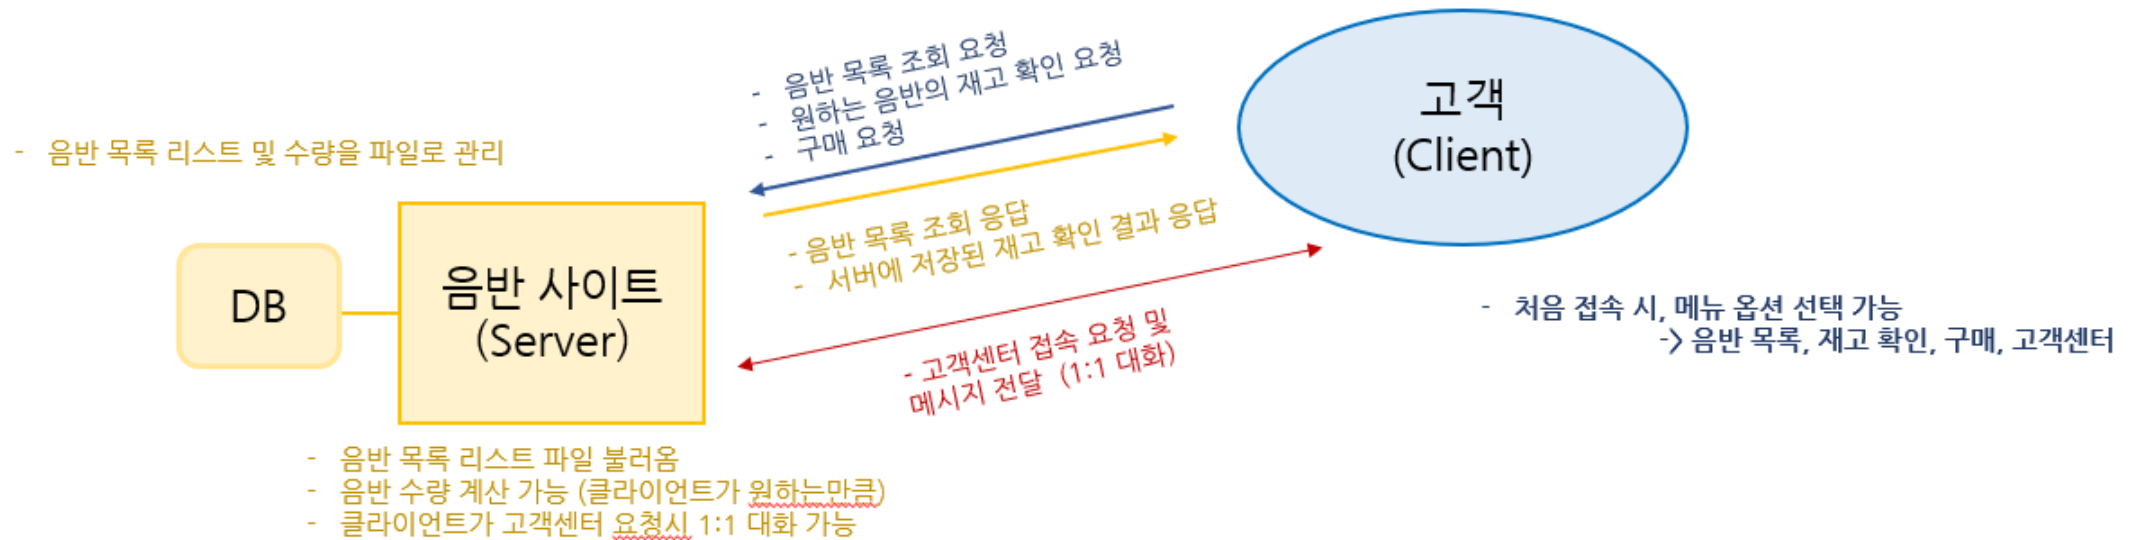 - 음반 목록 조회 요청
- 원하는 음반의 재고 확인 요청
- 구매 요청
고객
(Client)
- 음반 목록 리스트 및 수량을 파일로 관리
- 음반 목록 조회 응답
- 서버에 저장된 재고 확인 결과 응답
DB
음반 사이트
(Server)
- 고객센터 접속 요청 및
메시지 전달 (1:1 대화)
- 처음 접속 시, 메뉴 옵션 선택 가능
-> 음반 목록, 재고 확인, 구매, 고객센터
- 음반 목록 리스트 파일 불러옴
- 음반 수량 계산 가능 (클라이언트가 원하는만큼)
- 클라이언트가 고객센터 요청시 1:1 대화 가능